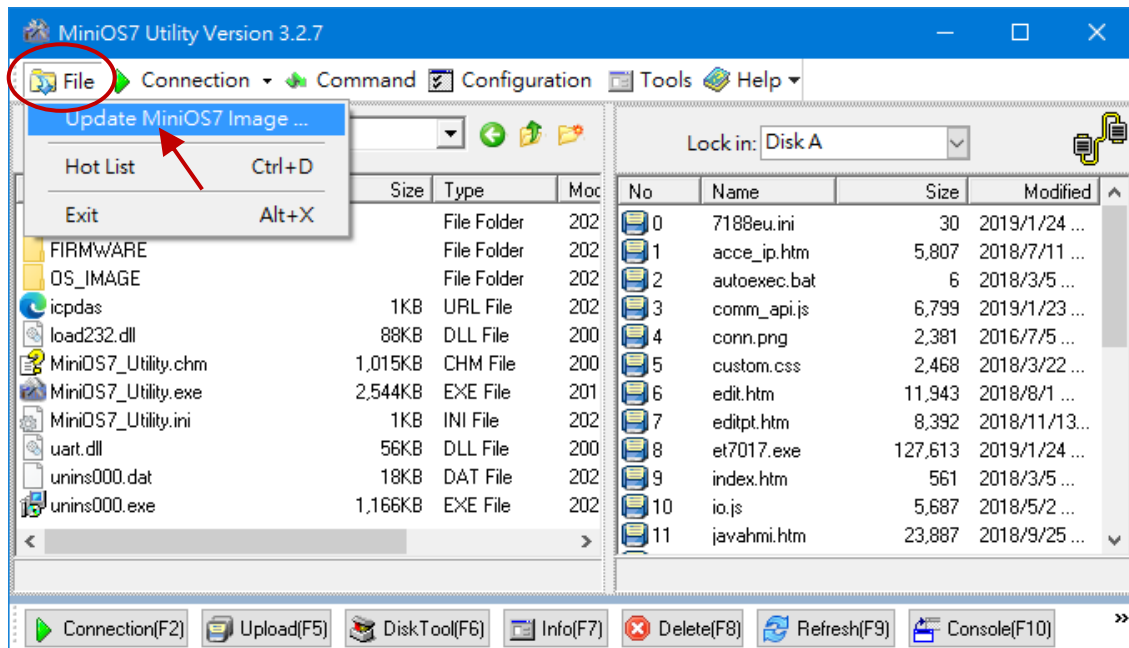 MiniOS7 Utility Version 3.2.7
File Connection Command Configuration Tools Help
Update MiniOS7 Image ...
Hot List Ctrl+D
Exit Alt+X
Lock in: Disk A
Size Type
No Name Size Modified
File Folder 202
FIRMWARE File Folder 202
OS_IMAGE File Folder 202
icpdas 1KB URL File 202
load232.dll 88KB DLL File 200
MiniOS7_Utility.chm 1,015KB CHM File 200
MiniOS7_Utility.exe 2,544KB EXE File 201
MiniOS7_Utility.ini 1KB INI File 202
uart.dll 56KB DLL File 200
unins000.dat 18KB DAT File 202
unins000.exe 1,166KB EXE File 202
0 7188eu.ini 30 2019/1/24 ...
1 acce_ip.htm 5,807 2018/7/11 ...
2 autoexec.bat 6 2018/3/5 ...
3 comm_api.js 6,799 2019/1/23 ...
4 conn.png 2,381 2016/7/5 ...
5 custom.css 2,468 2018/3/22 ...
6 edit.htm 11,943 2018/8/1 ...
7 editpt.htm 8,392 2018/11/13...
8 et7017.exe 127,613 2019/1/24 ...
9 index.htm 561 2018/3/5 ...
10 io.js 5,687 2018/5/2 ...
11 javahmi.htm 23,887 2018/9/25 ...
Connection(F2) Upload(F5) DiskTool(F6) Info(F7) Delete(F8) Refresh(F9) Console(F10) »